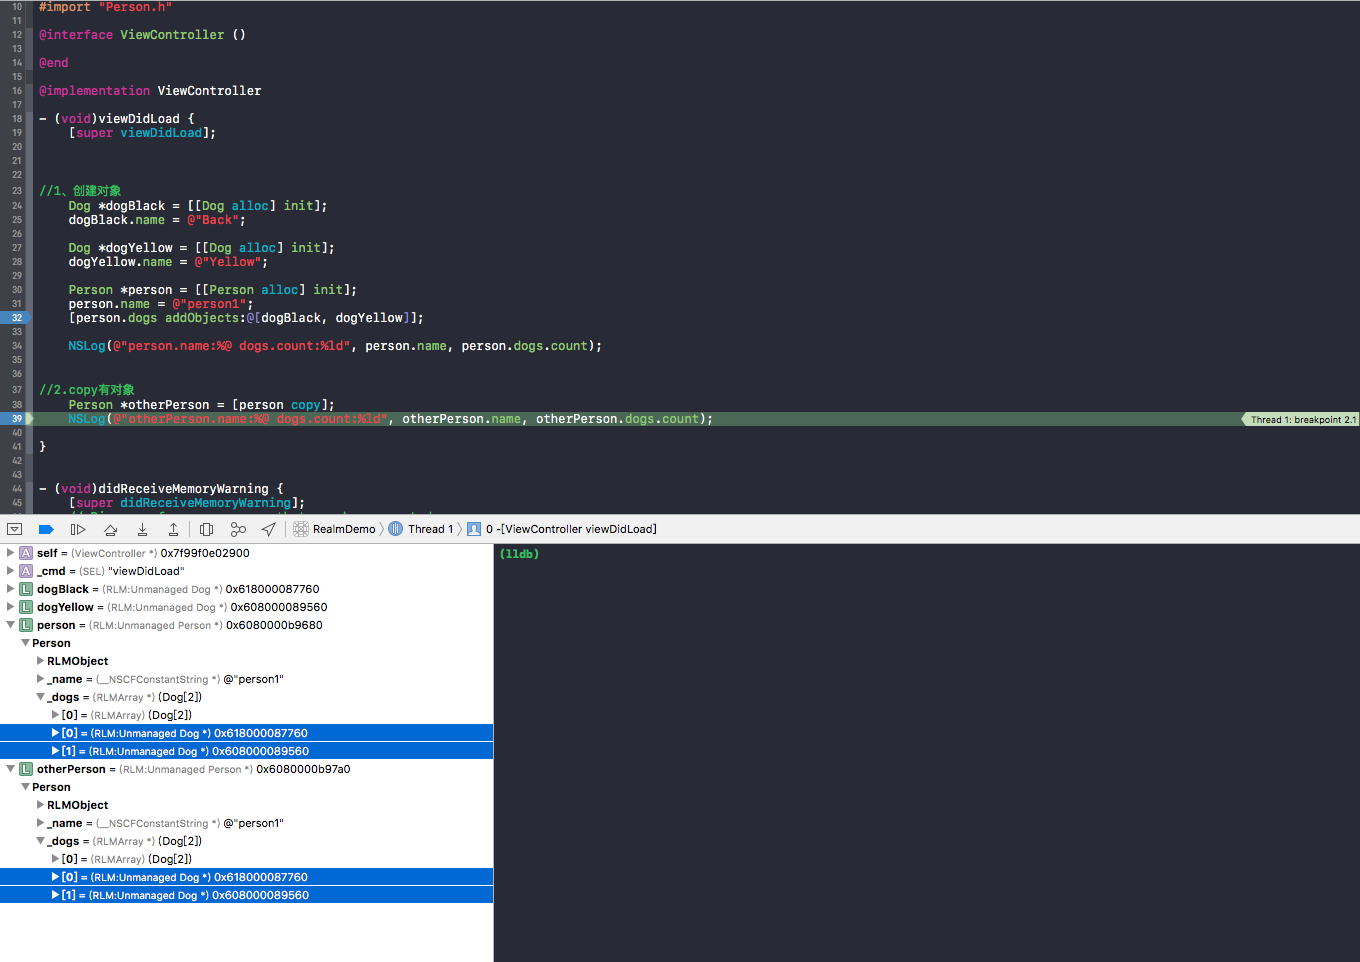 10 #import "Person.h"
11
12 @interface ViewController ()
13
14 @end
15
16 @implementation ViewController
17
18 - (void)viewDidLoad {
19 [super viewDidLoad];
20
21
22
23 //1、创建对象
24 Dog *dogBlack = [[Dog alloc] init];
25 dogBlack.name = @"Back";
26
27 Dog *dogYellow = [[Dog alloc] init];
28 dogYellow.name = @"Yellow";
29
30 Person *person = [[Person alloc] init];
31 person.name = @"person1";
32 [person.dogs addObjects:@[dogBlack, dogYellow]];
33
34 NSLog(@"person.name:%@ dogs.count:%ld", person.name, person.dogs.count);
35
36
37 //2.copy有对象
38 Person *otherPerson = [person copy];
39 NSLog(@"otherPerson.name:%@ dogs.count:%ld", otherPerson.name, otherPerson.dogs.count); Thread 1: breakpoint 2.1
40
41 }
42
43
44 - (void)didReceiveMemoryWarning {
45 [super didReceiveMemoryWarning];
RealmDemo Thread 1 0 -[ViewController viewDidLoad]
A self = (ViewController *) 0x7f99f0e02900
A _cmd = (SEL) "viewDidLoad"
L dogBlack = (RLM:Unmanaged Dog *) 0x618000087760
L dogYellow = (RLM:Unmanaged Dog *) 0x608000089560
L person = (RLM:Unmanaged Person *) 0x6080000b9680
Person
RLMObject
_name = (__NSCFConstantString *) @"person1"
_dogs = (RLMArray *) (Dog[2])
[0] = (RLMArray) (Dog[2])
[0] = (RLM:Unmanaged Dog *) 0x618000087760
[1] = (RLM:Unmanaged Dog *) 0x608000089560
L otherPerson = (RLM:Unmanaged Person *) 0x6080000b97a0
Person
RLMObject
_name = (__NSCFConstantString *) @"person1"
_dogs = (RLMArray *) (Dog[2])
[0] = (RLMArray) (Dog[2])
[0] = (RLM:Unmanaged Dog *) 0x618000087760
[1] = (RLM:Unmanaged Dog *) 0x608000089560
(lldb)